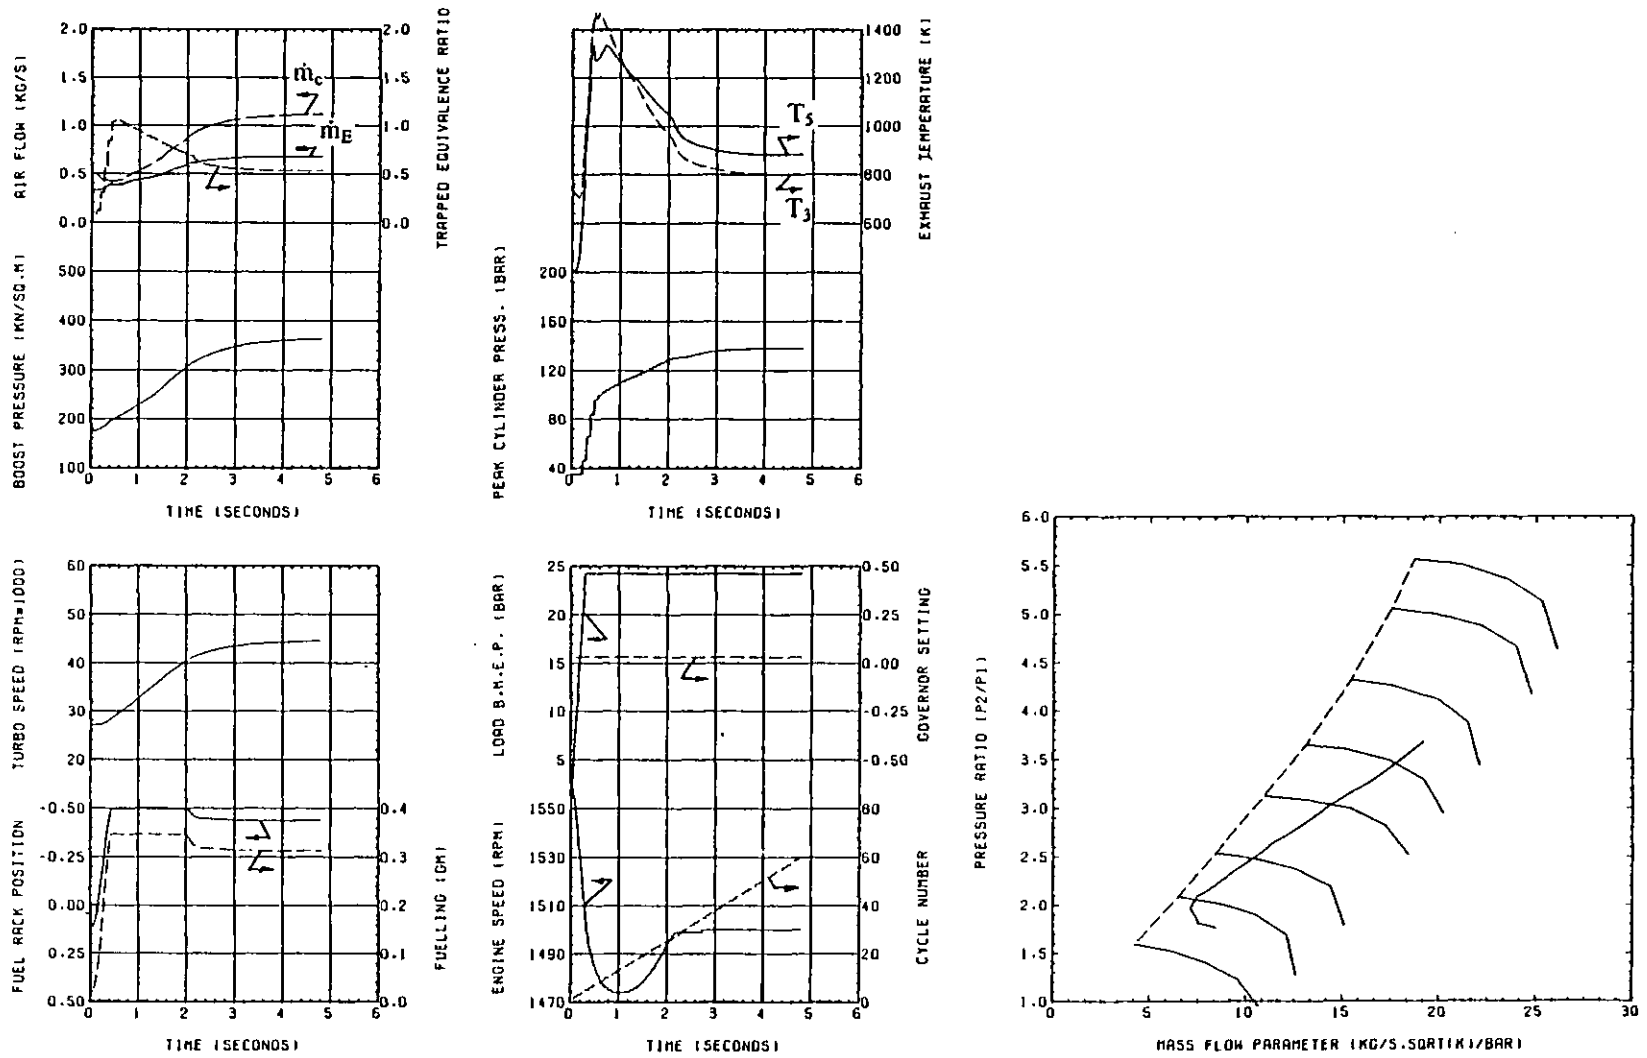 AIR FLOW (KG/S)
2.0
1.5
1.0
0.5
0.0
ṁc
ṁE
2.0
1.5
1.0
0.5
0.0
TRAPPED EQUIVALENCE RATIO
BOOST PRESSURE (KN/SQ.M)
500
400
300
200
100
0 1 2 3 4 5 6
TIME (SECONDS)
1400
1200
1000
800
600
EXHAUST TEMPERATURE (K)
T5
T3
PEAK CYLINDER PRESS. (BAR)
200
160
120
80
40
0 1 2 3 4 5 6
TIME (SECONDS)
TURBO SPEED (RPM*1000)
60
50
40
30
20
FUEL RACK POSITION
-0.50
-0.25
0.00
0.25
0.50
0.4
0.3
0.2
0.1
0.0
FUELLING (GM)
0 1 2 3 4 5 6
TIME (SECONDS)
LOAD B.M.E.P. (BAR)
25
20
15
10
5
0.50
0.25
0.00
-0.25
-0.50
GOVERNOR SETTING
ENGINE SPEED (RPM)
1550
1530
1510
1490
1470
80
60
40
20
0
CYCLE NUMBER
0 1 2 3 4 5 6
TIME (SECONDS)
PRESSURE RATIO (P2/P1)
6.0
5.5
5.0
4.5
4.0
3.5
3.0
2.5
2.0
1.5
1.0
0 5 10 15 20 25 30
MASS FLOW PARAMETER (KG/S.SQRT(K)/BAR)